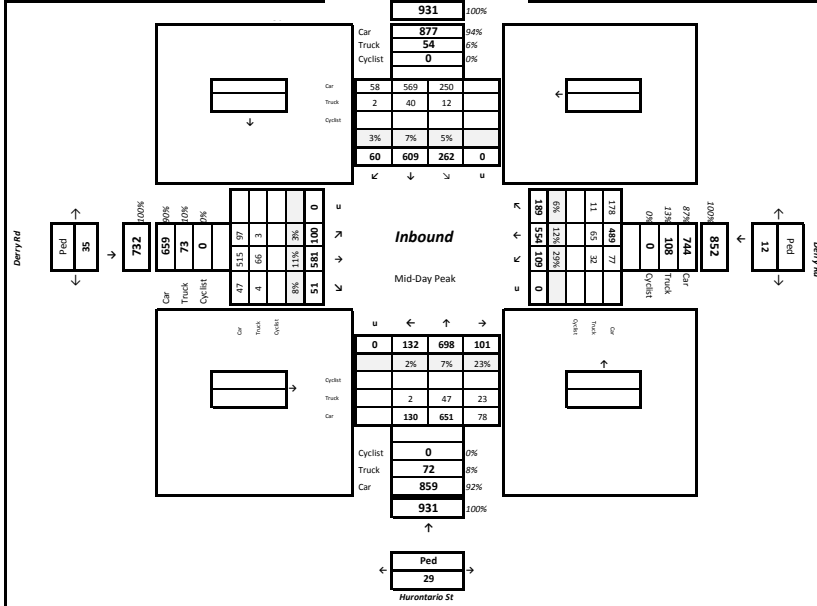 931 100%
Car 877 94%
Truck 54 6%
Cyclist 0 0%
Car 58 569 250
Truck 2 40 12
Cyclist
3% 7% 5%
60 609 262 0
↙ ↓ ↘ u
↓
←
Derry Rd
↑
Ped 35
↓
→
732 100%
659 90%
73 10%
0 0%
Car
Truck
Cyclist
0 u
97 3 3% 100 ↗
515 66 11% 581 →
47 4 8% 51 ↘
Car Truck Cyclist
Inbound
Mid-Day Peak
↖ 189 6% 11 178
← 554 12% 65 489
↙ 109 29% 32 77
u 0
Cyclist Truck Car
0% 13% 87% 100%
0 108 744 852
Cyclist Truck Car
←
↑
12 Ped
↓
u ← ↑ →
0 132 698 101
2% 7% 23%
Cyclist
Truck 2 47 23
Car 130 651 78
→
↑
Cyclist 0 0%
Truck 72 8%
Car 859 92%
931 100%
↑
Ped
← 29 →
Hurontario St